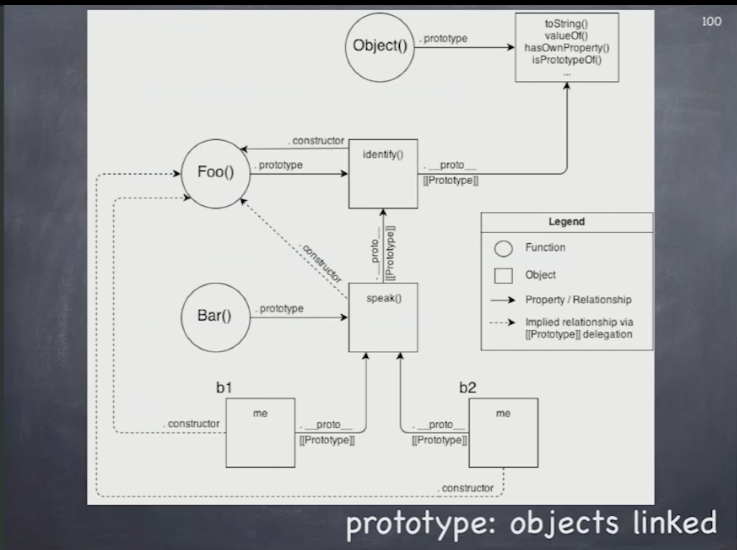 100
Object()
. prototype
toString()
valueOf()
hasOwnProperty()
isPrototypeOf()
...
. constructor
Foo()
. prototype
identify()
. __proto__
[[Prototype]]
. __proto__
[[Prototype]]
. constructor
Legend
Function
Object
Property / Relationship
Implied relationship via
[[Prototype]] delegation
Bar()
. prototype
speak()
b1
b2
me
me
. constructor
. __proto__
[[Prototype]]
. __proto__
[[Prototype]]
. constructor
prototype: objects linked